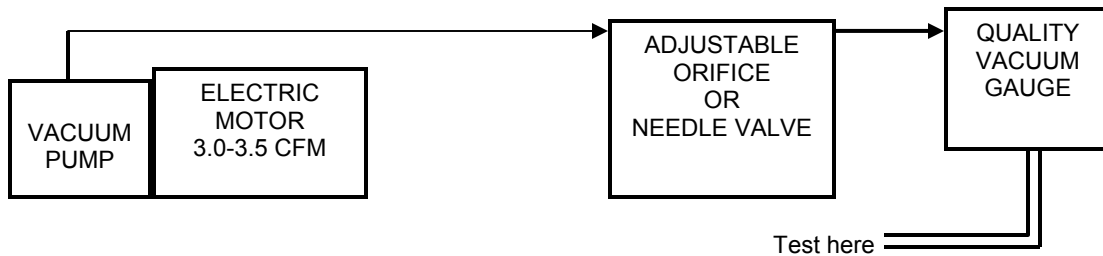 VACUUM
PUMP
ELECTRIC
MOTOR
3.0-3.5 CFM
ADJUSTABLE
ORIFICE
OR
NEEDLE VALVE
QUALITY
VACUUM
GAUGE
Test here